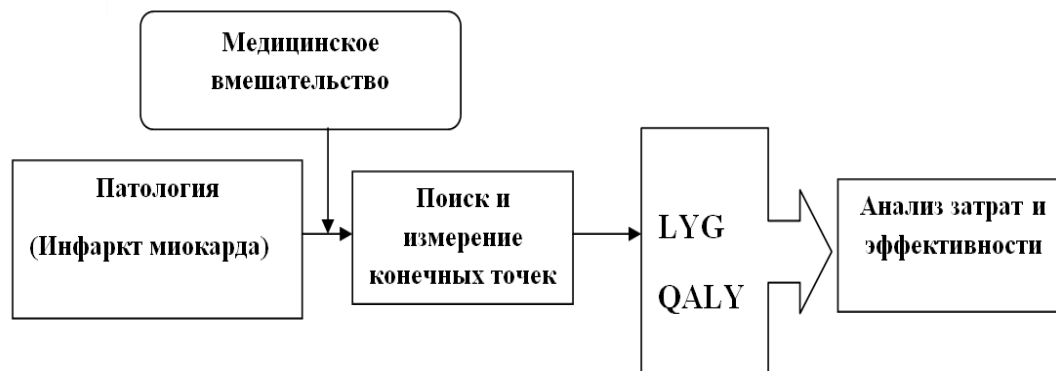 Медицинское
вмешательство
Патология
(Инфаркт миокарда)
Поиск и
измерение
конечных точек
LYG
QALY
Анализ затрат и
эффективности